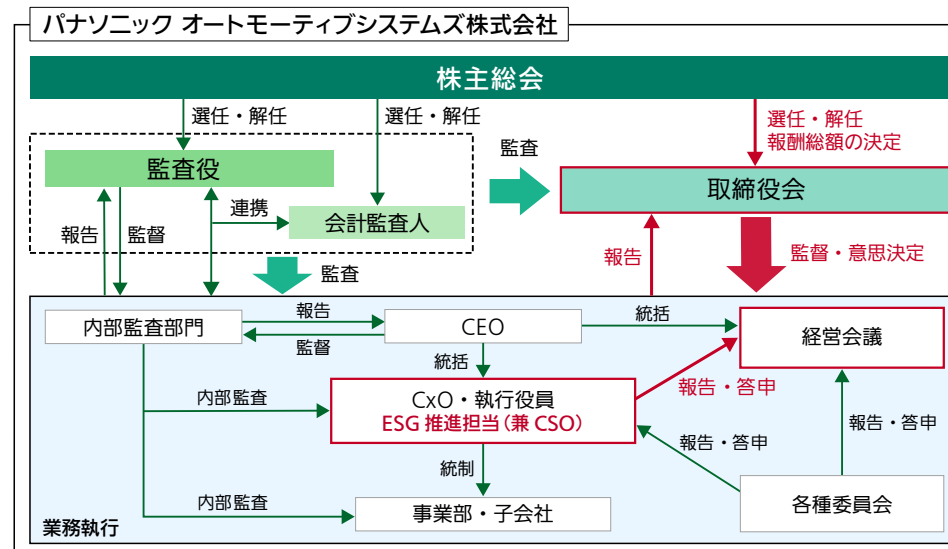 パナソニック オートモーティブシステムズ株式会社
株主総会
選任・解任
選任・解任
選任・解任
報酬総額の決定
監査役
監査
取締役会
連携
会計監査人
報告
監督
報告
監督・意思決定
監査
内部監査部門
報告
監督
CEO
統括
経営会議
統括
内部監査
CxO・執行役員
ESG 推進担当（兼 CSO）
報告・答申
報告・答申
報告・答申
統制
内部監査
事業部・子会社
各種委員会
業務執行